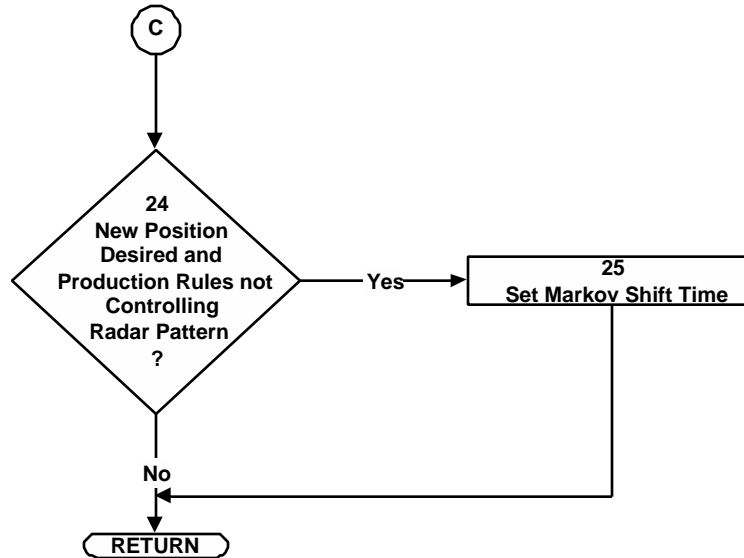 C
24
New Position
Desired and
Production Rules not
Controlling
Radar Pattern
?
Yes
25
Set Markov Shift Time
No
RETURN